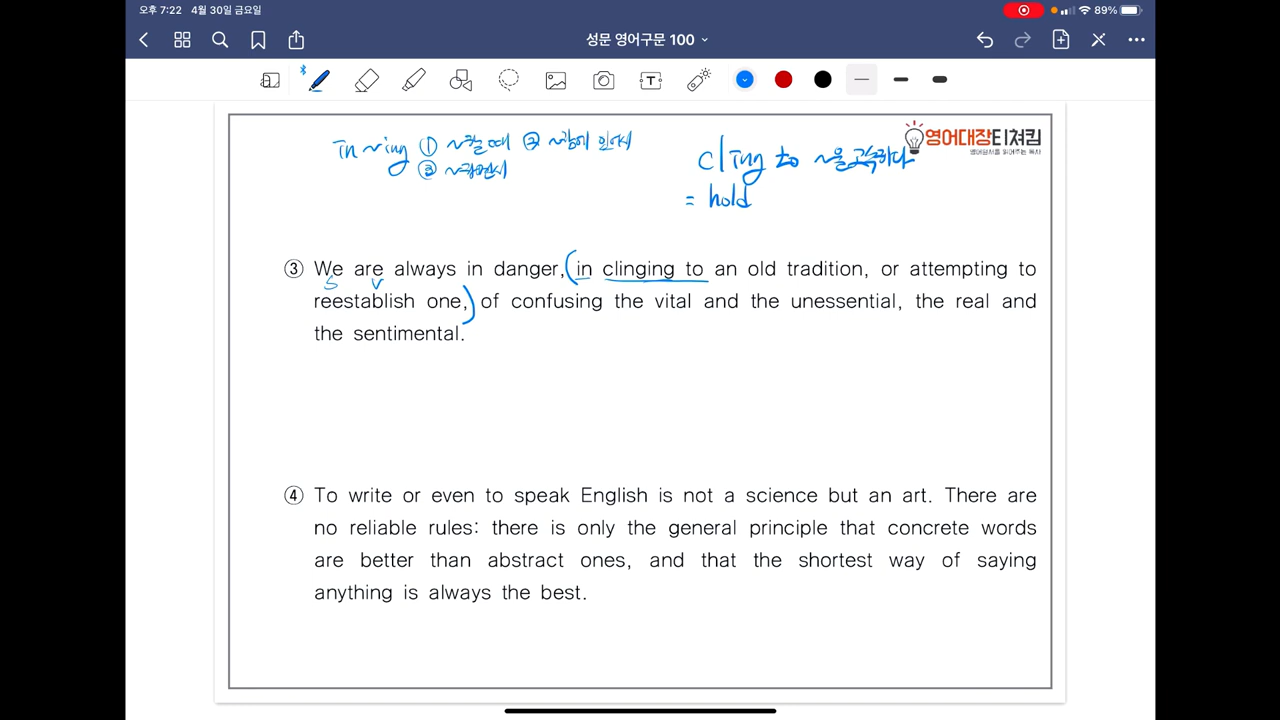 오후 7:22 4월 30일 금요일
89%
성문 영어구문 100
in ~ing ① ~할 때 ② ~함에 있어서
③ ~하면서
cling to ~을 고수하다
= hold
영어대장티쳐킴
③ We are always in danger, (in clinging to an old tradition, or attempting to
S V
reestablish one,) of confusing the vital and the unessential, the real and
the sentimental.
④ To write or even to speak English is not a science but an art. There are
no reliable rules: there is only the general principle that concrete words
are better than abstract ones, and that the shortest way of saying
anything is always the best.